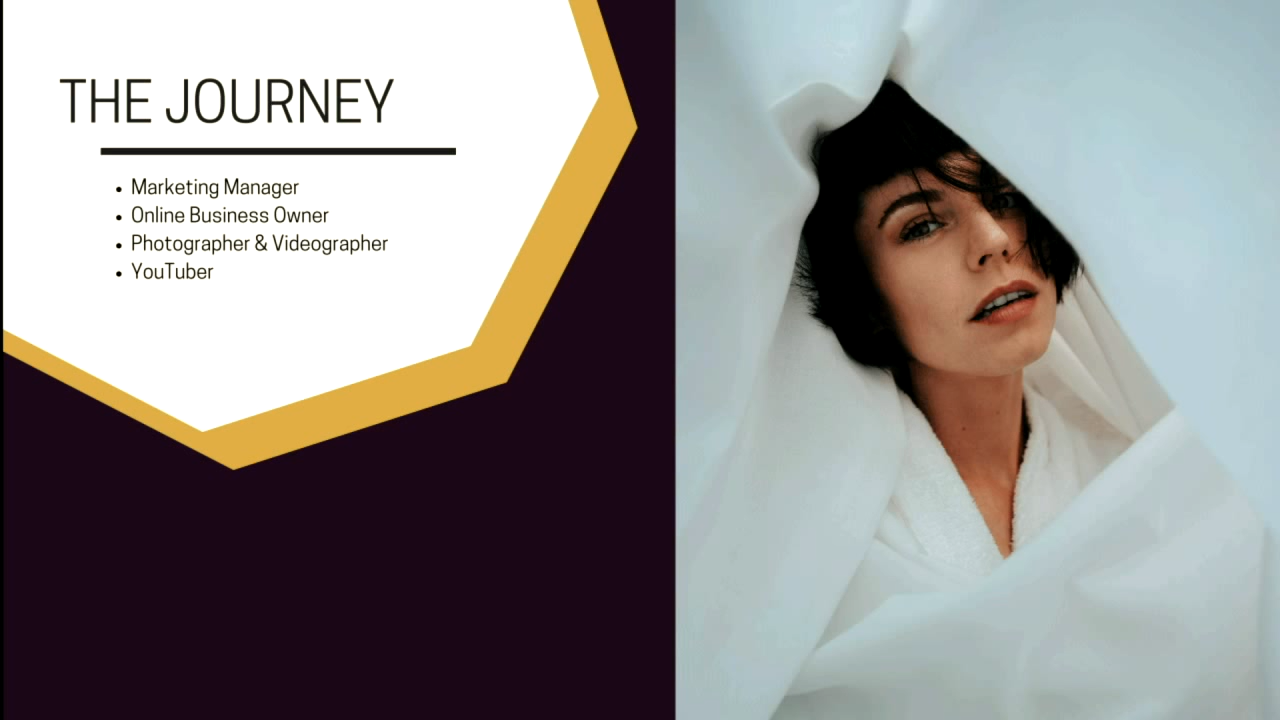 THE JOURNEY
• Marketing Manager
• Online Business Owner
• Photographer & Videographer
• YouTuber